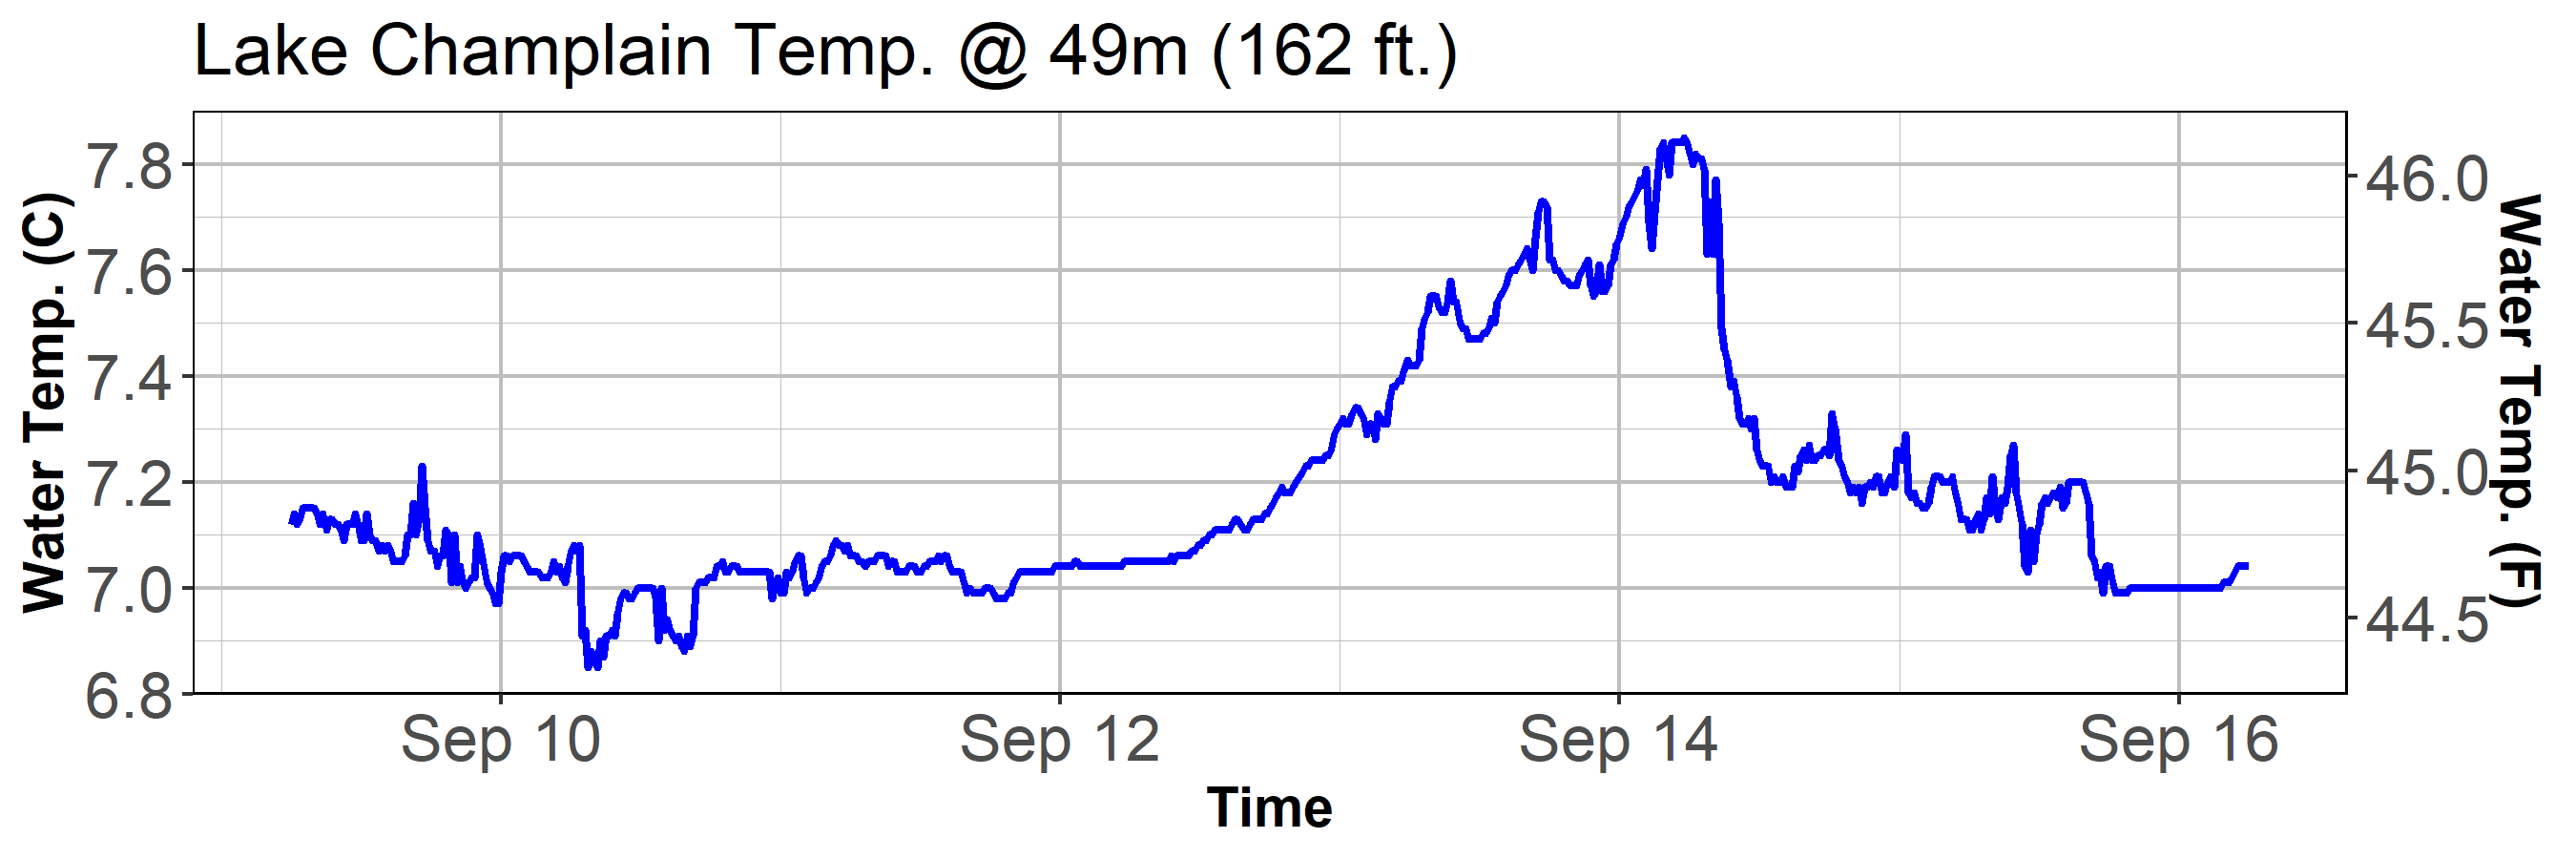 Lake Champlain Temp. @ 49m (162 ft.)
Water Temp. (C)
7.8
7.6
7.4
7.2
7.0
6.8
46.0
45.5
45.0
44.5
Water Temp. (F)
Sep 10 Sep 12 Sep 14 Sep 16
Time